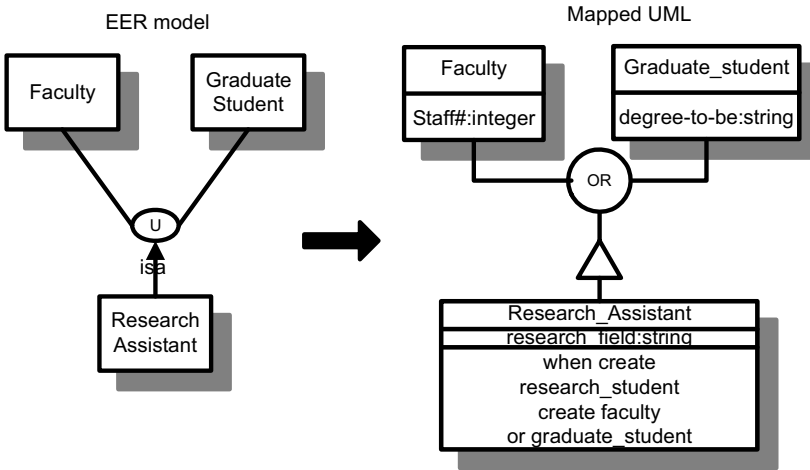 EER model
Faculty
Graduate
Student
U
isa
Research
Assistant
Mapped UML
Faculty
Staff#:integer
Graduate_student
degree-to-be:string
OR
Research_Assistant
research_field:string
when create
research_student
create faculty
or graduate_student